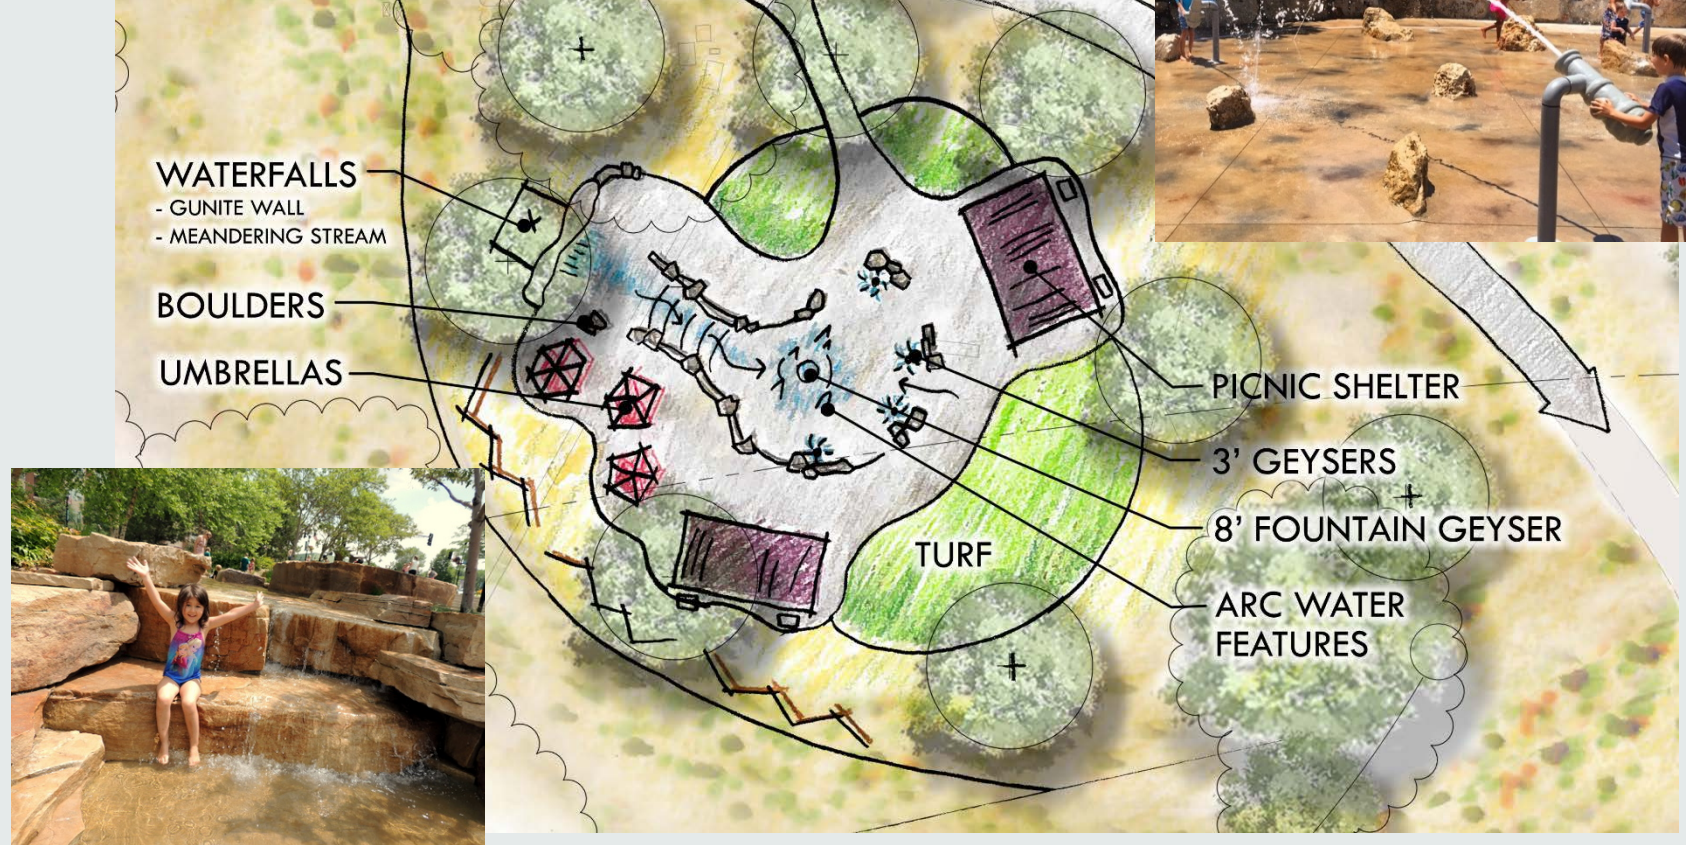 WATERFALLS
- GUNITE WALL
- MEANDERING STREAM
BOULDERS
UMBRELLAS
PICNIC SHELTER
3’ GEYSERS
8’ FOUNTAIN GEYSER
TURF
ARC WATER
FEATURES